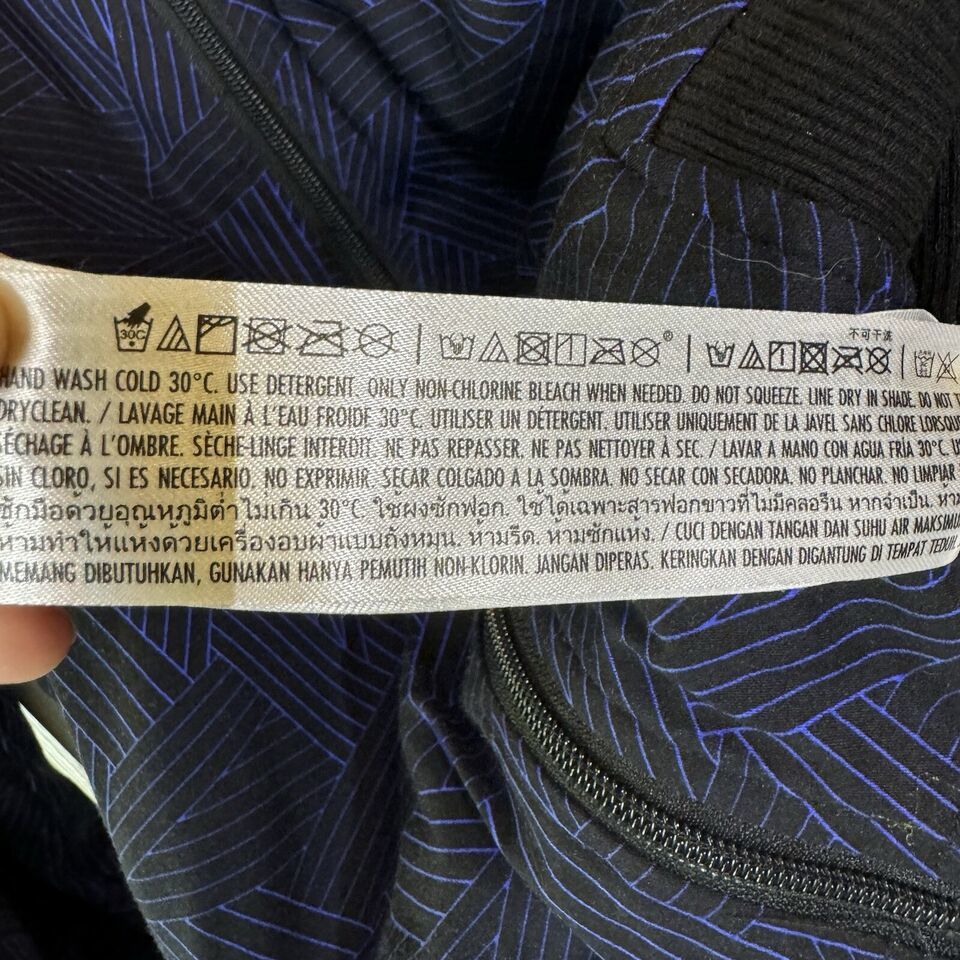 30C
®
不可干洗
HAND WASH COLD 30°C. USE DETERGENT. ONLY NON-CHLORINE BLEACH WHEN NEEDED. DO NOT SQUEEZE. LINE DRY IN SHADE. DO NOT
DRYCLEAN. / LAVAGE MAIN À L'EAU FROIDE 30°C. UTILISER UN DÉTERGENT. UTILISER UNIQUEMENT DE LA JAVEL SANS CHLORE LORSQUE
SÉCHAGE À L'OMBRE. SÈCHE-LINGE INTERDIT. NE PAS REPASSER. NE PAS NETTOYER À SEC. / LAVAR A MANO CON AGUA FRÍA 30°C.
SIN CLORO, SI ES NECESARIO. NO EXPRIMIR. SECAR COLGADO A LA SOMBRA. NO SECAR CON SECADORA. NO PLANCHAR. NO LIMPIAR
ซักมือด้วยอุณหภูมิต่ำไม่เกิน 30°C. ใช้ผงซักฟอก. ใช้ได้เฉพาะสารฟอกขาวที่ไม่มีคลอรีน หากจำเป็น.
ห้ามทำให้แห้งด้วยเครื่องอบผ้าแบบถังหมุน. ห้ามรีด. ห้ามซักแห้ง. / CUCI DENGAN TANGAN DAN SUHU AIR MAKSIMUM
MEMANG DIBUTUHKAN, GUNAKAN HANYA PEMUTIH NON-KLORIN. JANGAN DIPERAS. KERINGKAN DENGAN DIGANTUNG DI TEMPAT TEDUH.